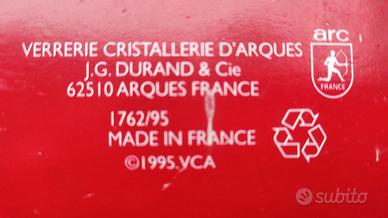 arc
VERRERIE CRISTALLERIE D'ARQUES
J.G. DURAND & Cie
62510 ARQUES FRANCE
FRANCE
1762/95
MADE IN FRANCE
©1995.VCA
subito